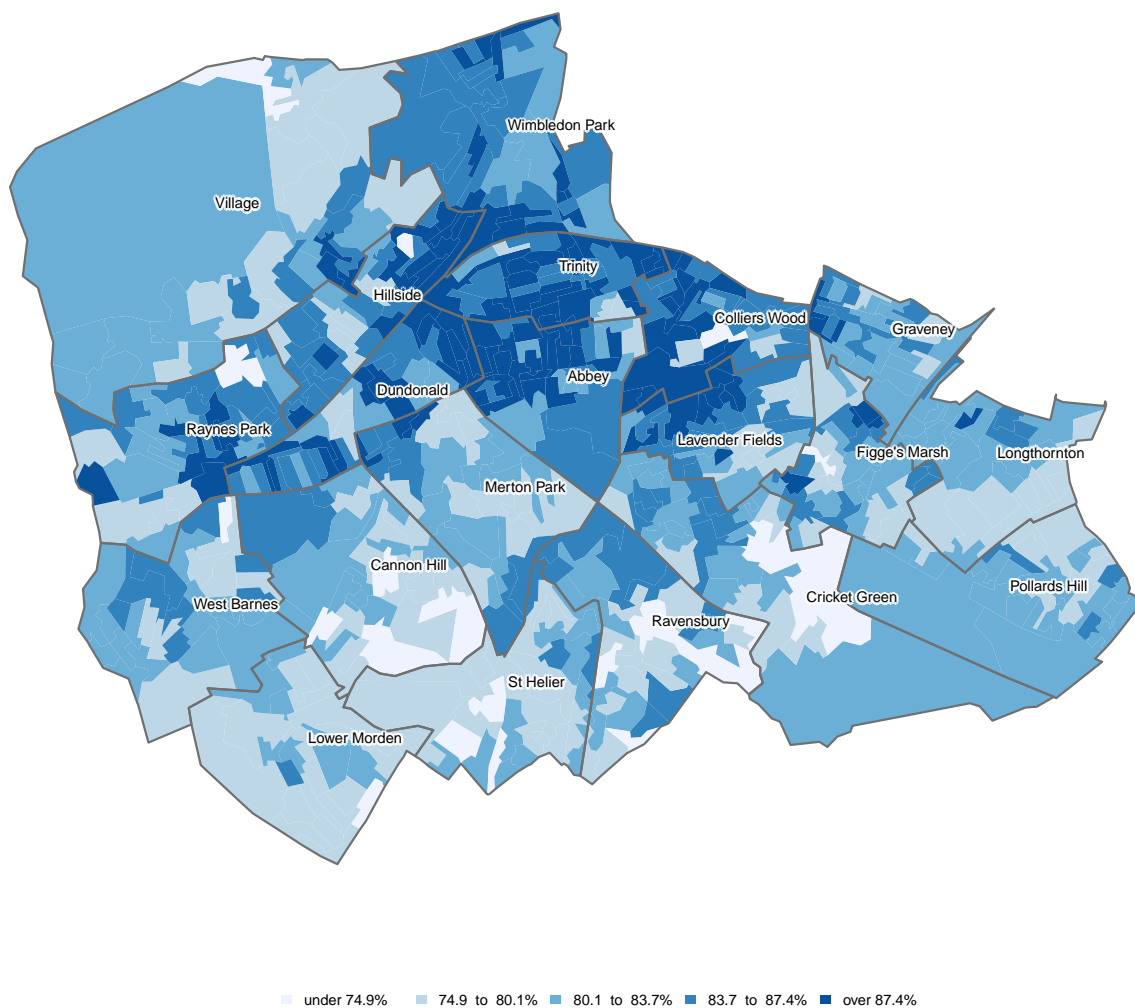 Wimbledon Park
Village
Trinity
Hillside
Colliers Wood
Graveney
Abbey
Dundonald
Raynes Park
Lavender Fields
Figge's Marsh
Longthornton
Merton Park
Cannon Hill
Pollards Hill
Cricket Green
West Barnes
Ravensbury
St Helier
Lower Morden
under 74.9% 74.9 to 80.1% 80.1 to 83.7% 83.7 to 87.4% over 87.4%